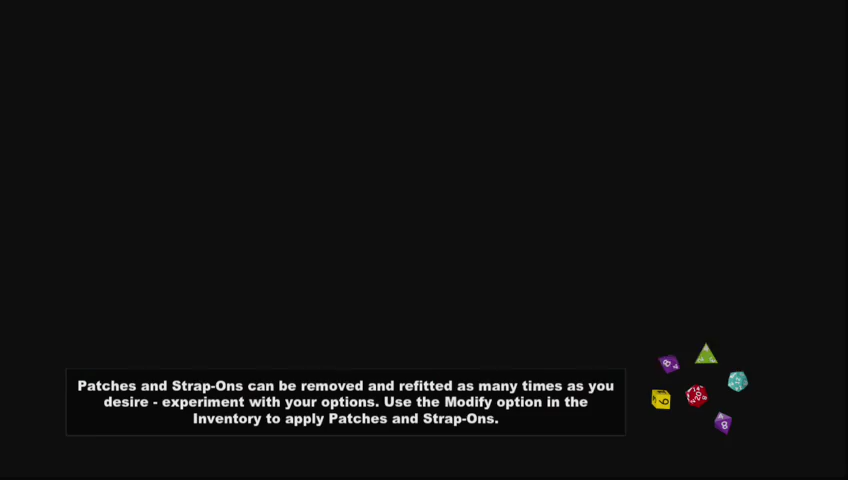 Patches and Strap-Ons can be removed and refitted as many times as you
desire - experiment with your options. Use the Modify option in the
Inventory to apply Patches and Strap-Ons.